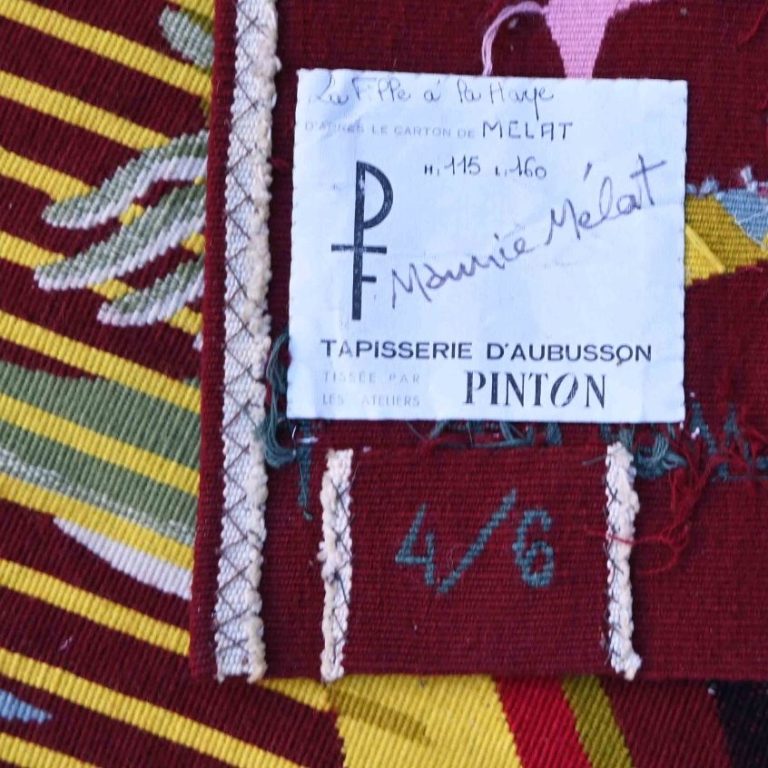 La Fille à la Haye
D'APRÈS LE CARTON DE MELAT
H. 115 L. 160
PF
Maurice Mélat
TAPISSERIE D'AUBUSSON
TISSÉE PAR
LES ATELIERS PINTON
4/6